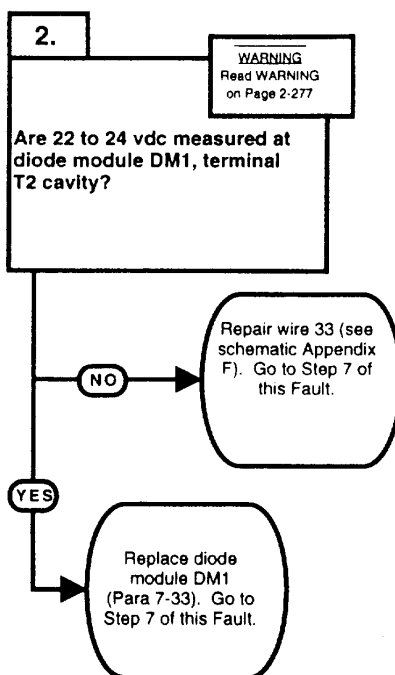 2.
WARNING
Read WARNING
on Page 2-277
Are 22 to 24 vdc measured at
diode module DM1, terminal
T2 cavity?
Repair wire 33 (see
schematic Appendix
F). Go to Step 7 of
this Fault.
NO
YES
Replace diode
module DM1
(Para 7-33). Go to
Step 7 of this Fault.